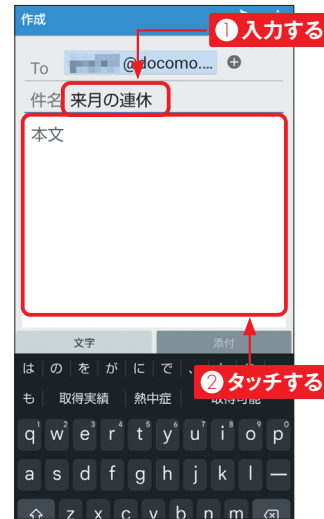 作成
❶ 入力する
To @docomo....
件名 来月の連休
本文
文字 添付
は の を が に で 、
❷ タッチする
も 取得実績 熱中症 取得可能
q w e r t y u i o p
a s d f g h j k l —
z x c v b n m